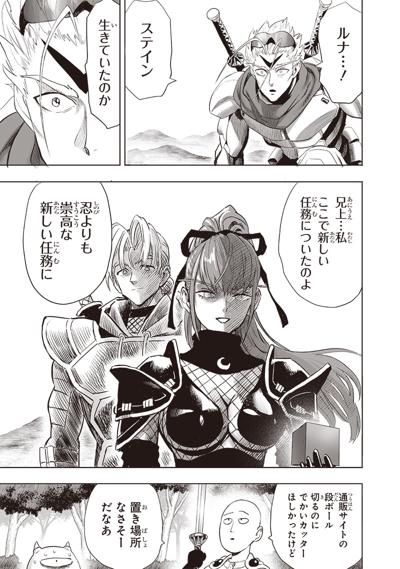 ルナ…!
ステイン
生きていたのか
兄上…私
ここで新しい
任務についたのよ
忍よりも
崇高な
新しい任務に
通販サイトの
段ボール
切るのに
でかいカッター
ほしかったけど
置き場所
なさそー
だなあ